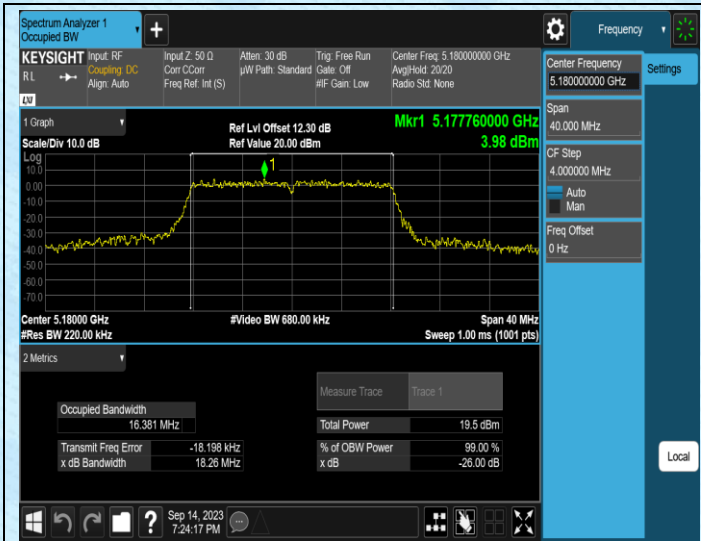 Spectrum Analyzer 1
Occupied BW
Frequency
KEYSIGHT
RL
LXI
Input: RF
Coupling: DC
Align: Auto
Input Z: 50 Ω
Corr CCorr
Freq Ref: Int (S)
Atten: 30 dB
µW Path: Standard
Trig: Free Run
Gate: Off
#IF Gain: Low
Center Freq: 5.180000000 GHz
Avg|Hold: 20/20
Radio Std: None
1 Graph
Scale/Div 10.0 dB
Ref Lvl Offset 12.30 dB
Ref Value 20.00 dBm
Mkr1 5.177760000 GHz
3.98 dBm
Log
10.0
0.00
-10.0
-20.0
-30.0
-40.0
-50.0
-60.0
-70.0
1
Center 5.18000 GHz
#Res BW 220.00 kHz
#Video BW 680.00 kHz
Span 40 MHz
Sweep 1.00 ms (1001 pts)
2 Metrics
Measure Trace Trace 1
Occupied Bandwidth
16.381 MHz
Total Power 19.5 dBm
Transmit Freq Error -18.198 kHz
x dB Bandwidth 18.26 MHz
% of OBW Power 99.00 %
x dB -26.00 dB
Center Frequency
5.180000000 GHz
Span
40.000 MHz
CF Step
4.000000 MHz
Auto
Man
Freq Offset
0 Hz
Settings
Local
?
Sep 14, 2023
7:24:17 PM